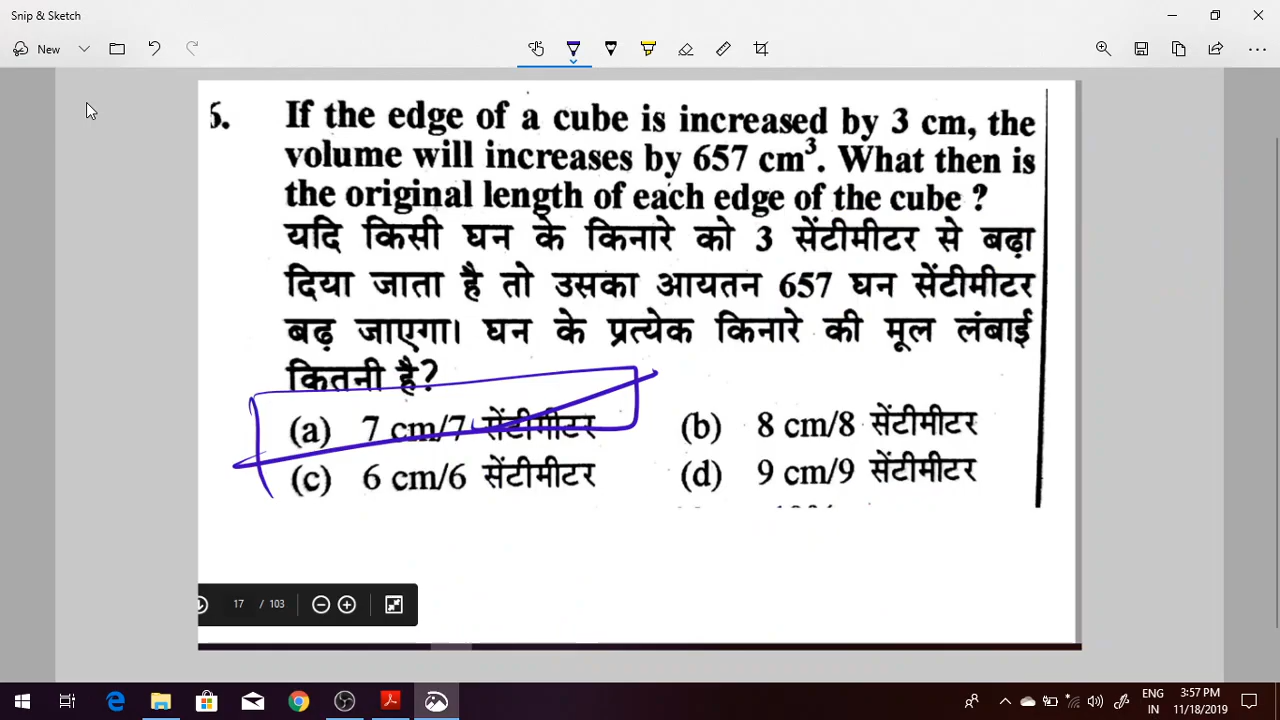 Snip & Sketch
New
6. If the edge of a cube is increased by 3 cm, the
volume will increases by 657 cm³. What then is
the original length of each edge of the cube ?
यदि किसी घन के किनारे को 3 सेंटीमीटर से बढ़ा
दिया जाता है तो उसका आयतन 657 घन सेंटीमीटर
बढ़ जाएगा। घन के प्रत्येक किनारे की मूल लंबाई
कितनी है?
(a) 7 cm/7 सेंटीमीटर (b) 8 cm/8 सेंटीमीटर
(c) 6 cm/6 सेंटीमीटर (d) 9 cm/9 सेंटीमीटर
17 / 103
ENG 3:57 PM
IN 11/18/2019